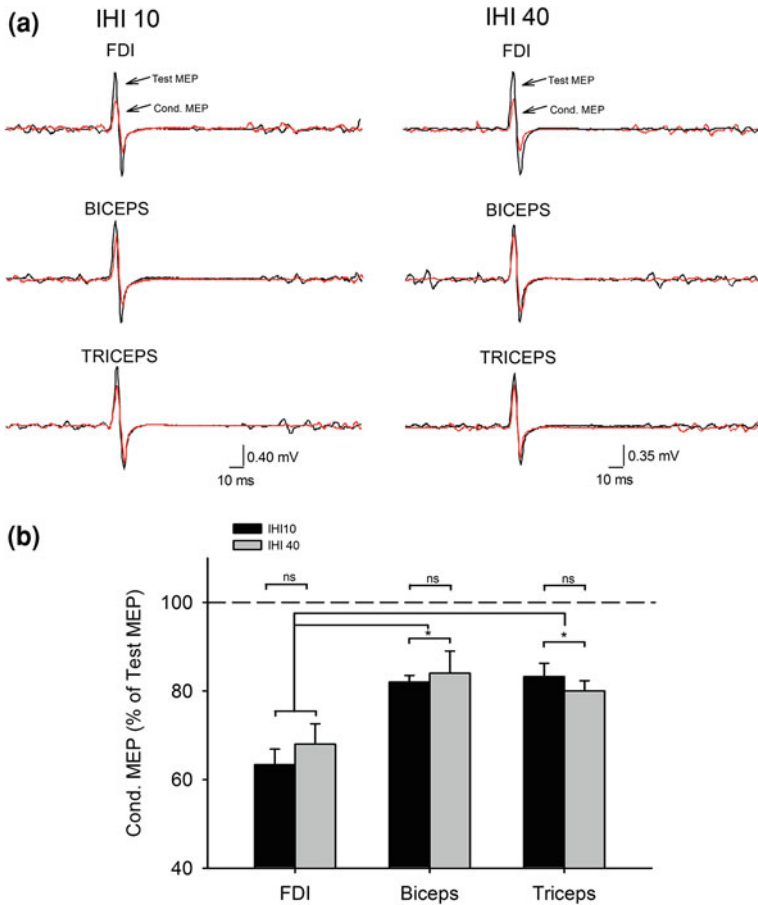 (a)
IHI 10
IHI 40
FDI
FDI
Test MEP
Cond. MEP
Test MEP
Cond. MEP
BICEPS
BICEPS
TRICEPS
TRICEPS
0.40 mV
10 ms
0.35 mV
10 ms
(b)
IHI10
IHI 40
ns
ns
ns
*
*
Cond. MEP (% of Test MEP)
100
80
60
40
FDI
Biceps
Triceps